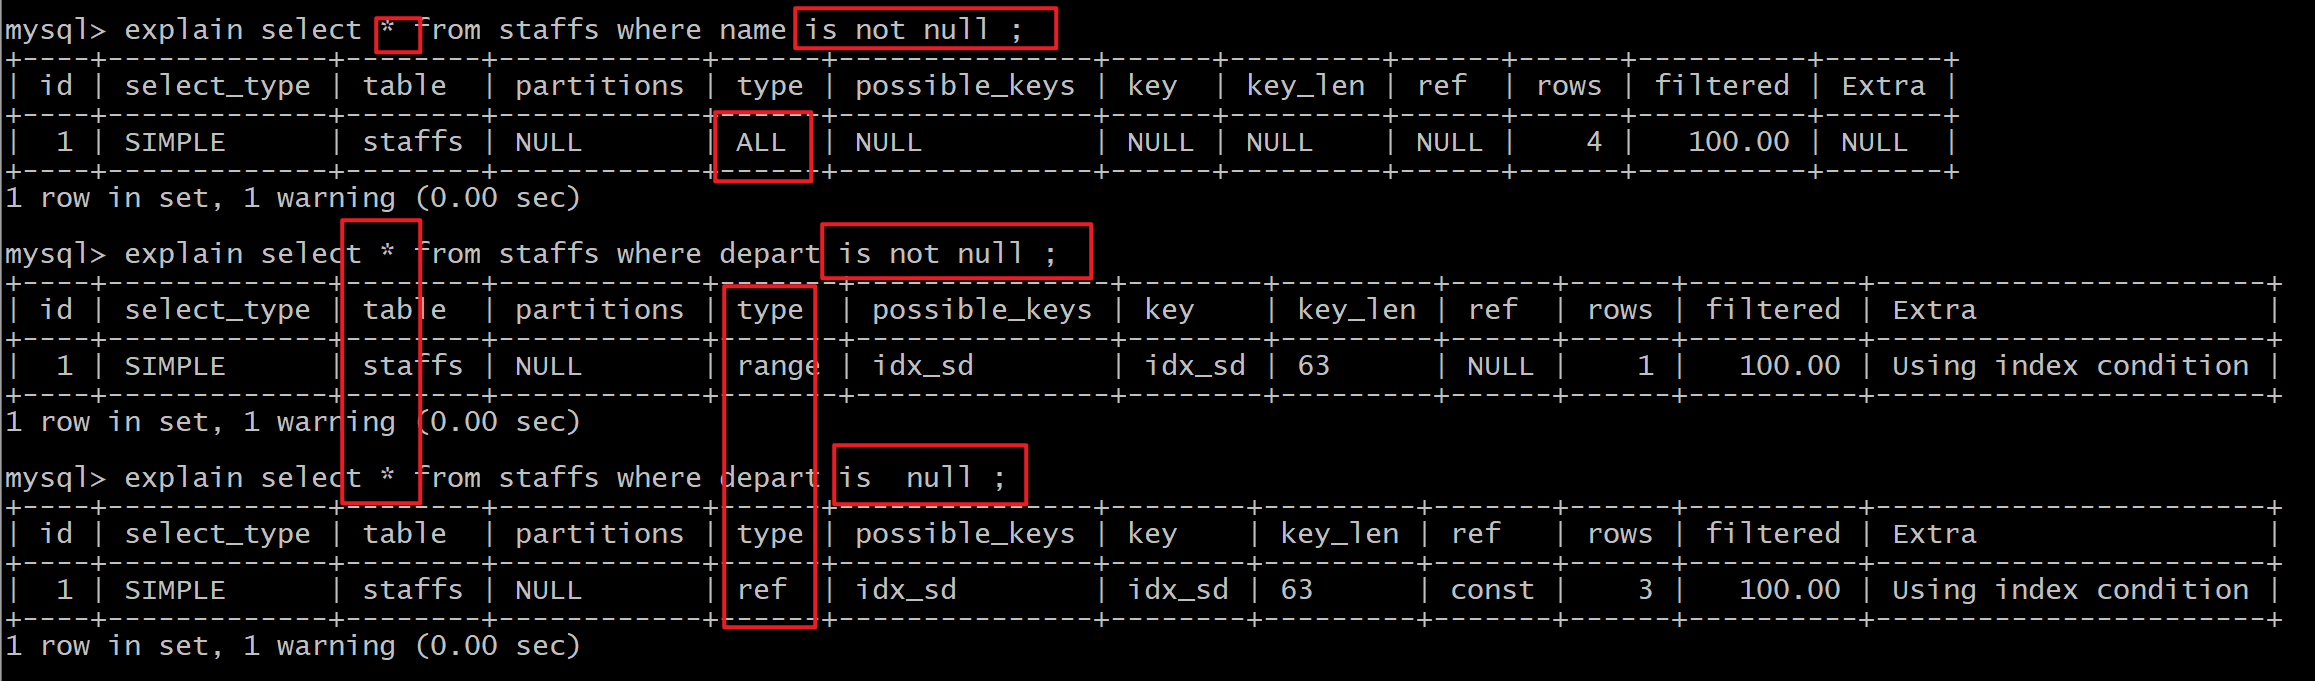 mysql> explain select * from staffs where name is not null ;
+----+-------------+--------+------------+------+---------------+------+---------+------+------+----------+-------+
| id | select_type | table  | partitions | type | possible_keys | key  | key_len | ref  | rows | filtered | Extra |
+----+-------------+--------+------------+------+---------------+------+---------+------+------+----------+-------+
|  1 | SIMPLE      | staffs | NULL       | ALL  | NULL          | NULL | NULL    | NULL |    4 |   100.00 | NULL  |
+----+-------------+--------+------------+------+---------------+------+---------+------+------+----------+-------+
1 row in set, 1 warning (0.00 sec)
mysql> explain select * from staffs where depart is not null ;
+----+-------------+--------+------------+-------+---------------+--------+---------+------+------+----------+-----------------------+
| id | select_type | table  | partitions | type  | possible_keys | key    | key_len | ref  | rows | filtered | Extra                 |
+----+-------------+--------+------------+-------+---------------+--------+---------+------+------+----------+-----------------------+
|  1 | SIMPLE      | staffs | NULL       | range | idx_sd        | idx_sd | 63      | NULL |    1 |   100.00 | Using index condition |
+----+-------------+--------+------------+-------+---------------+--------+---------+------+------+----------+-----------------------+
1 row in set, 1 warning (0.00 sec)
mysql> explain select * from staffs where depart is  null ;
+----+-------------+--------+------------+------+---------------+--------+---------+-------+------+----------+-----------------------+
| id | select_type | table  | partitions | type | possible_keys | key    | key_len | ref   | rows | filtered | Extra                 |
+----+-------------+--------+------------+------+---------------+--------+---------+-------+------+----------+-----------------------+
|  1 | SIMPLE      | staffs | NULL       | ref  | idx_sd        | idx_sd | 63      | const |    3 |   100.00 | Using index condition |
+----+-------------+--------+------------+------+---------------+--------+---------+-------+------+----------+-----------------------+
1 row in set, 1 warning (0.00 sec)